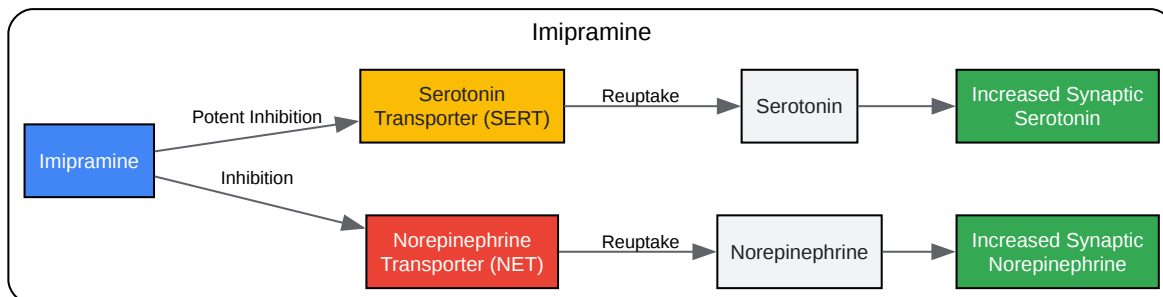 Imipramine
Imipramine
Potent Inhibition
Inhibition
Serotonin
Transporter (SERT)
Reuptake
Serotonin
Increased Synaptic
Serotonin
Norepinephrine
Transporter (NET)
Reuptake
Norepinephrine
Increased Synaptic
Norepinephrine